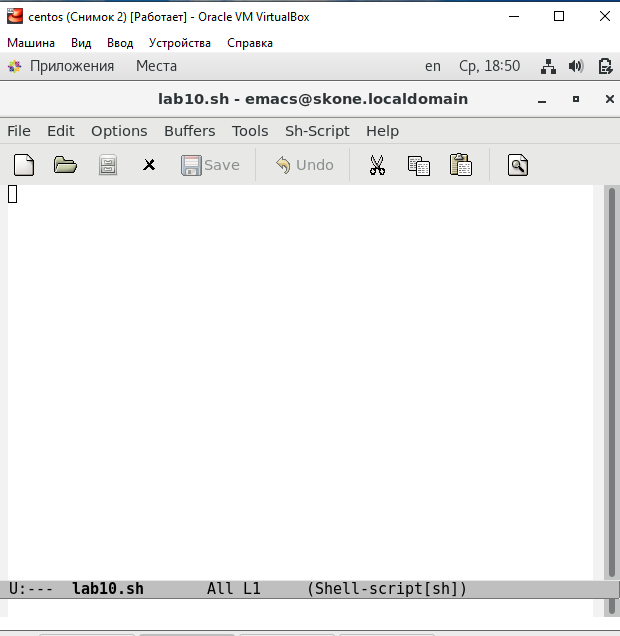 centos (Снимок 2) [Работает] - Oracle VM VirtualBox
Машина Вид Ввод Устройства Справка
Приложения Места en Ср, 18:50
lab10.sh - emacs@skone.localdomain
File Edit Options Buffers Tools Sh-Script Help
Save Undo
U:--- lab10.sh All L1 (Shell-script[sh])